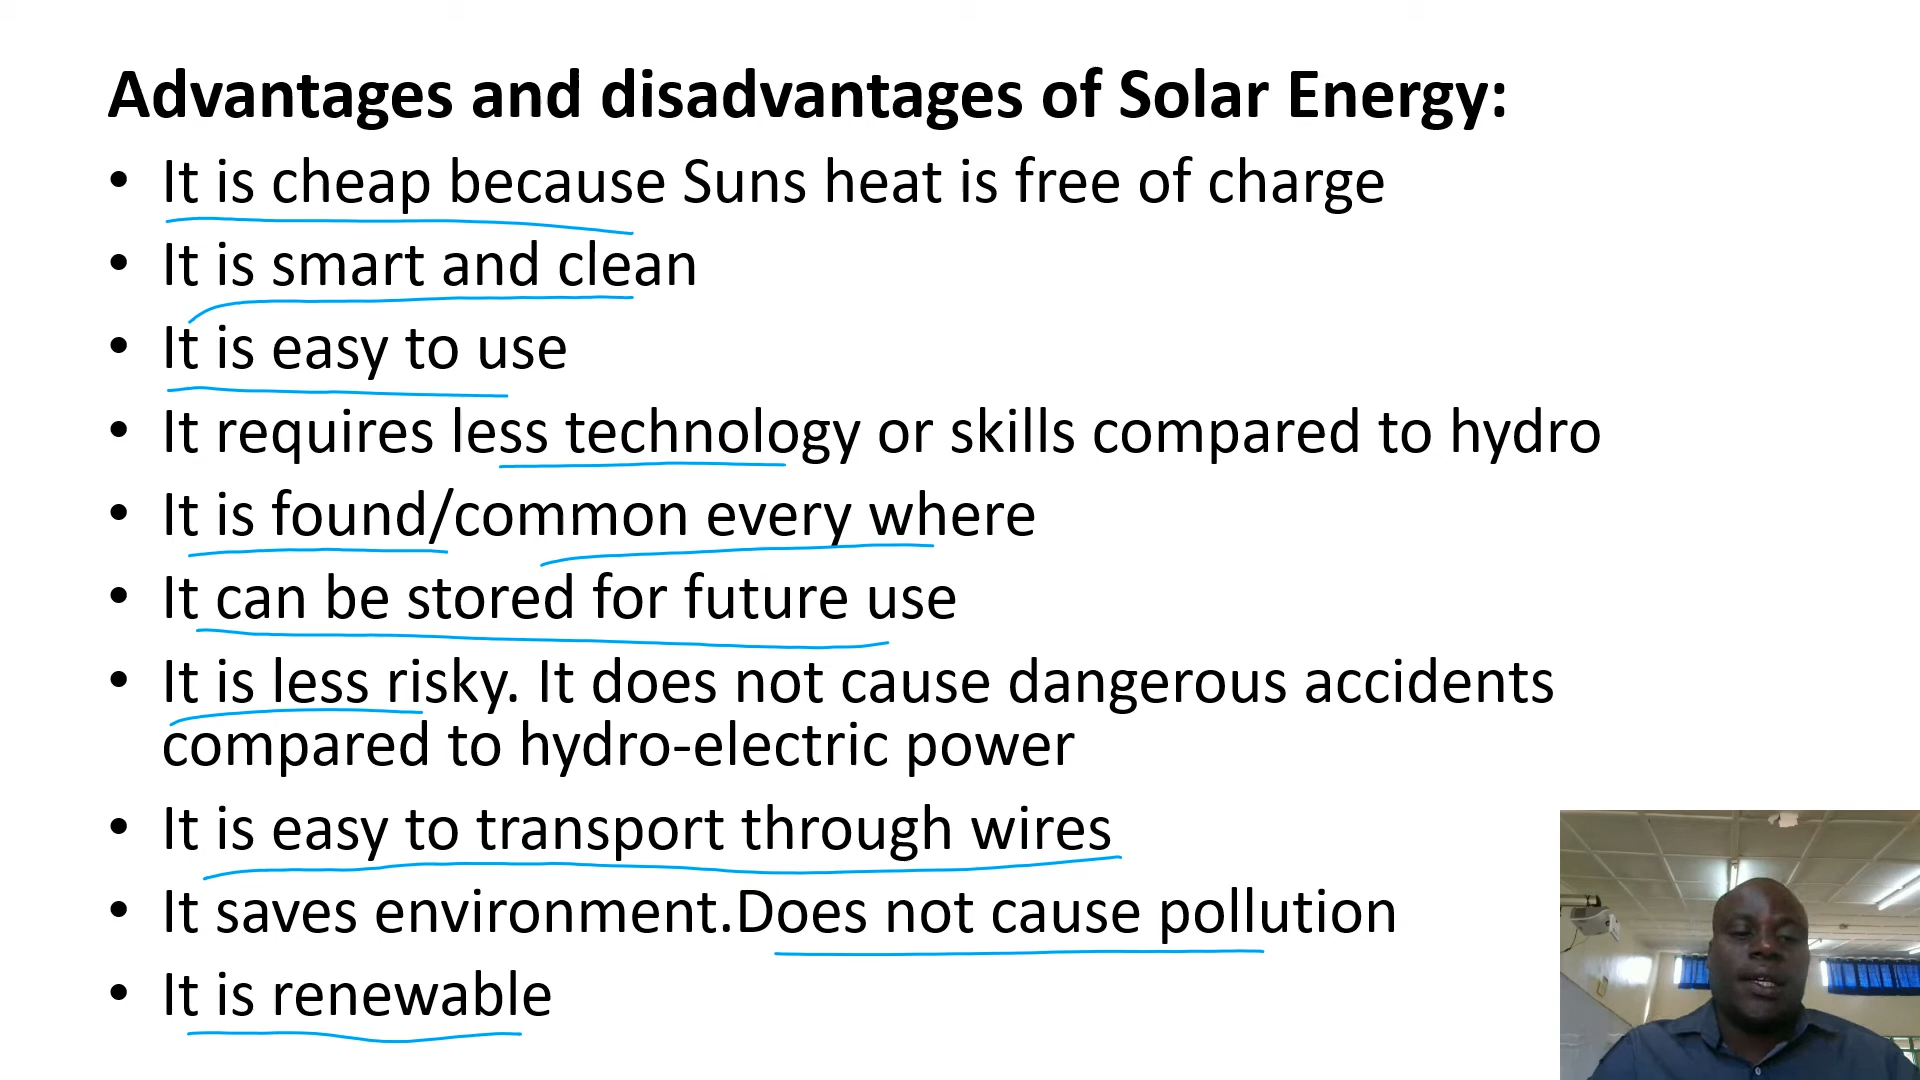 Advantages and disadvantages of Solar Energy:
• It is cheap because Suns heat is free of charge
• It is smart and clean
• It is easy to use
• It requires less technology or skills compared to hydro
• It is found/common every where
• It can be stored for future use
• It is less risky. It does not cause dangerous accidents
compared to hydro-electric power
• It is easy to transport through wires
• It saves environment.Does not cause pollution
• It is renewable